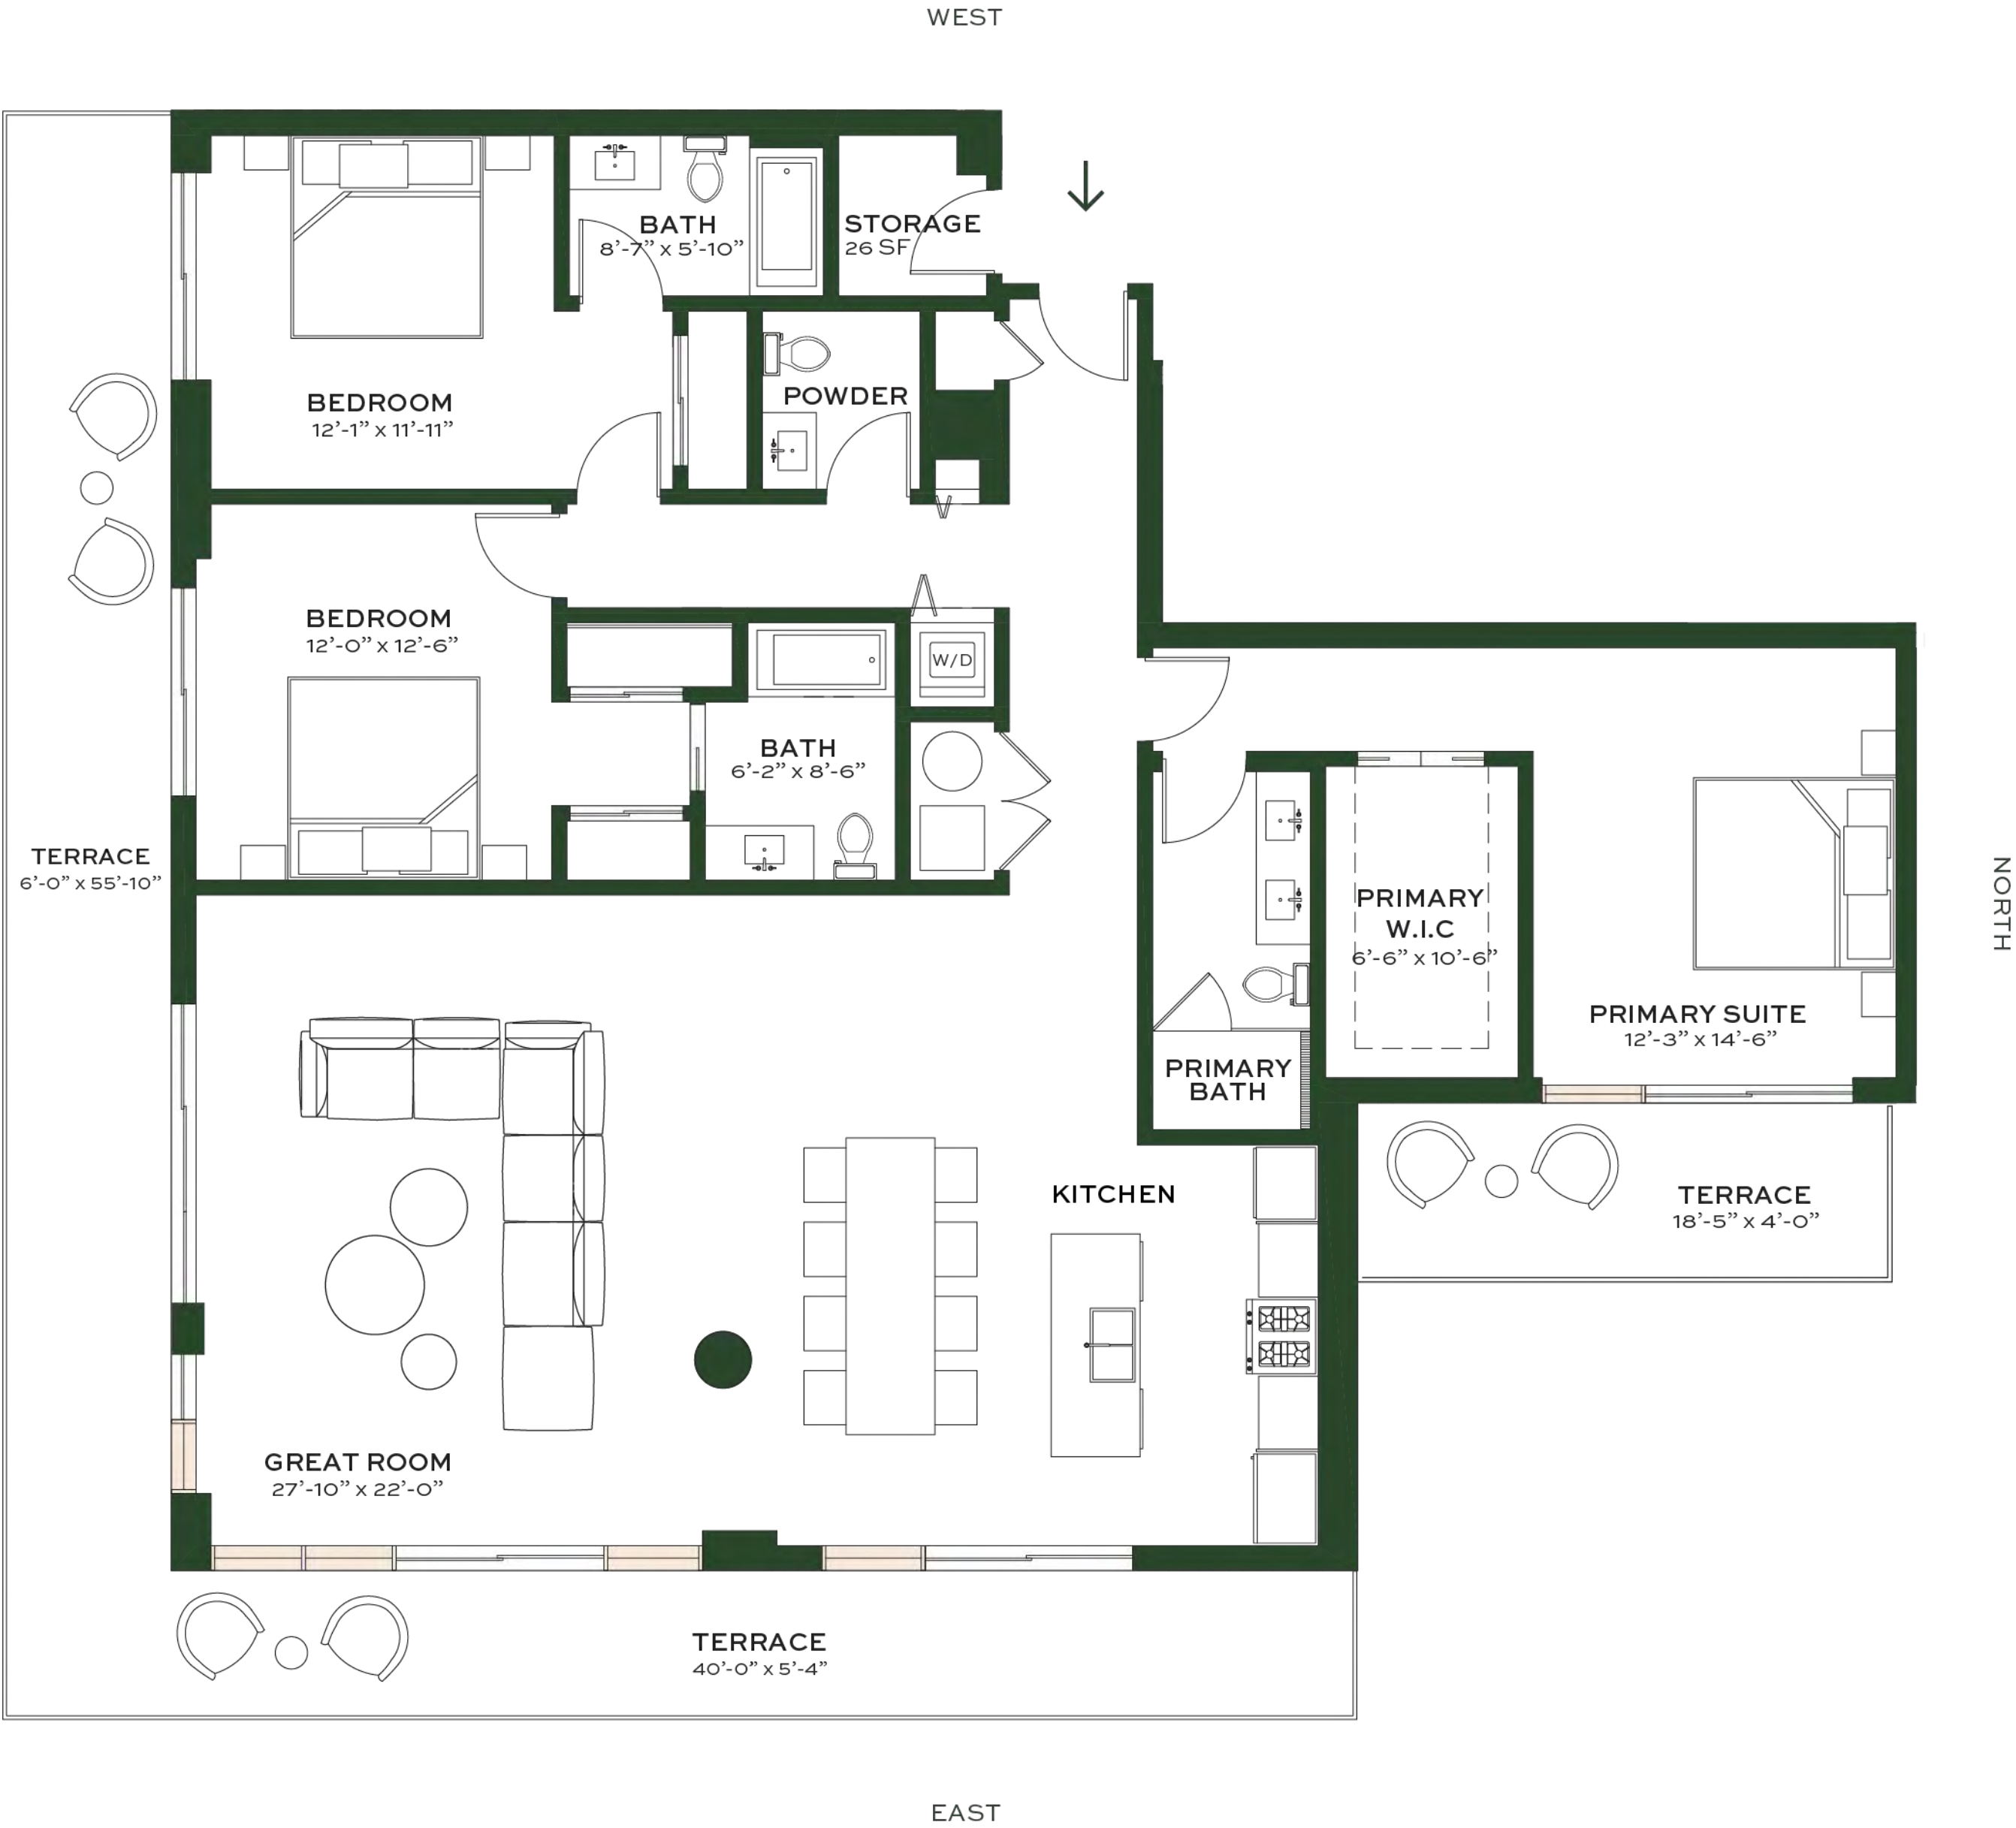 WEST
BATH
8’-7” x 5’-10”
STORAGE
26 SF
POWDER
BEDROOM
12’-1” x 11’-11”
BEDROOM
12’-0” x 12’-6”
W/D
BATH
6’-2” x 8’-6”
TERRACE
6’-0” x 55’-10”
PRIMARY
W.I.C
6’-6” x 10’-6”
NORTH
PRIMARY SUITE
12’-3” x 14’-6”
PRIMARY
BATH
KITCHEN
TERRACE
18’-5” x 4’-0”
GREAT ROOM
27’-10” x 22’-0”
TERRACE
40’-0” x 5’-4”
EAST